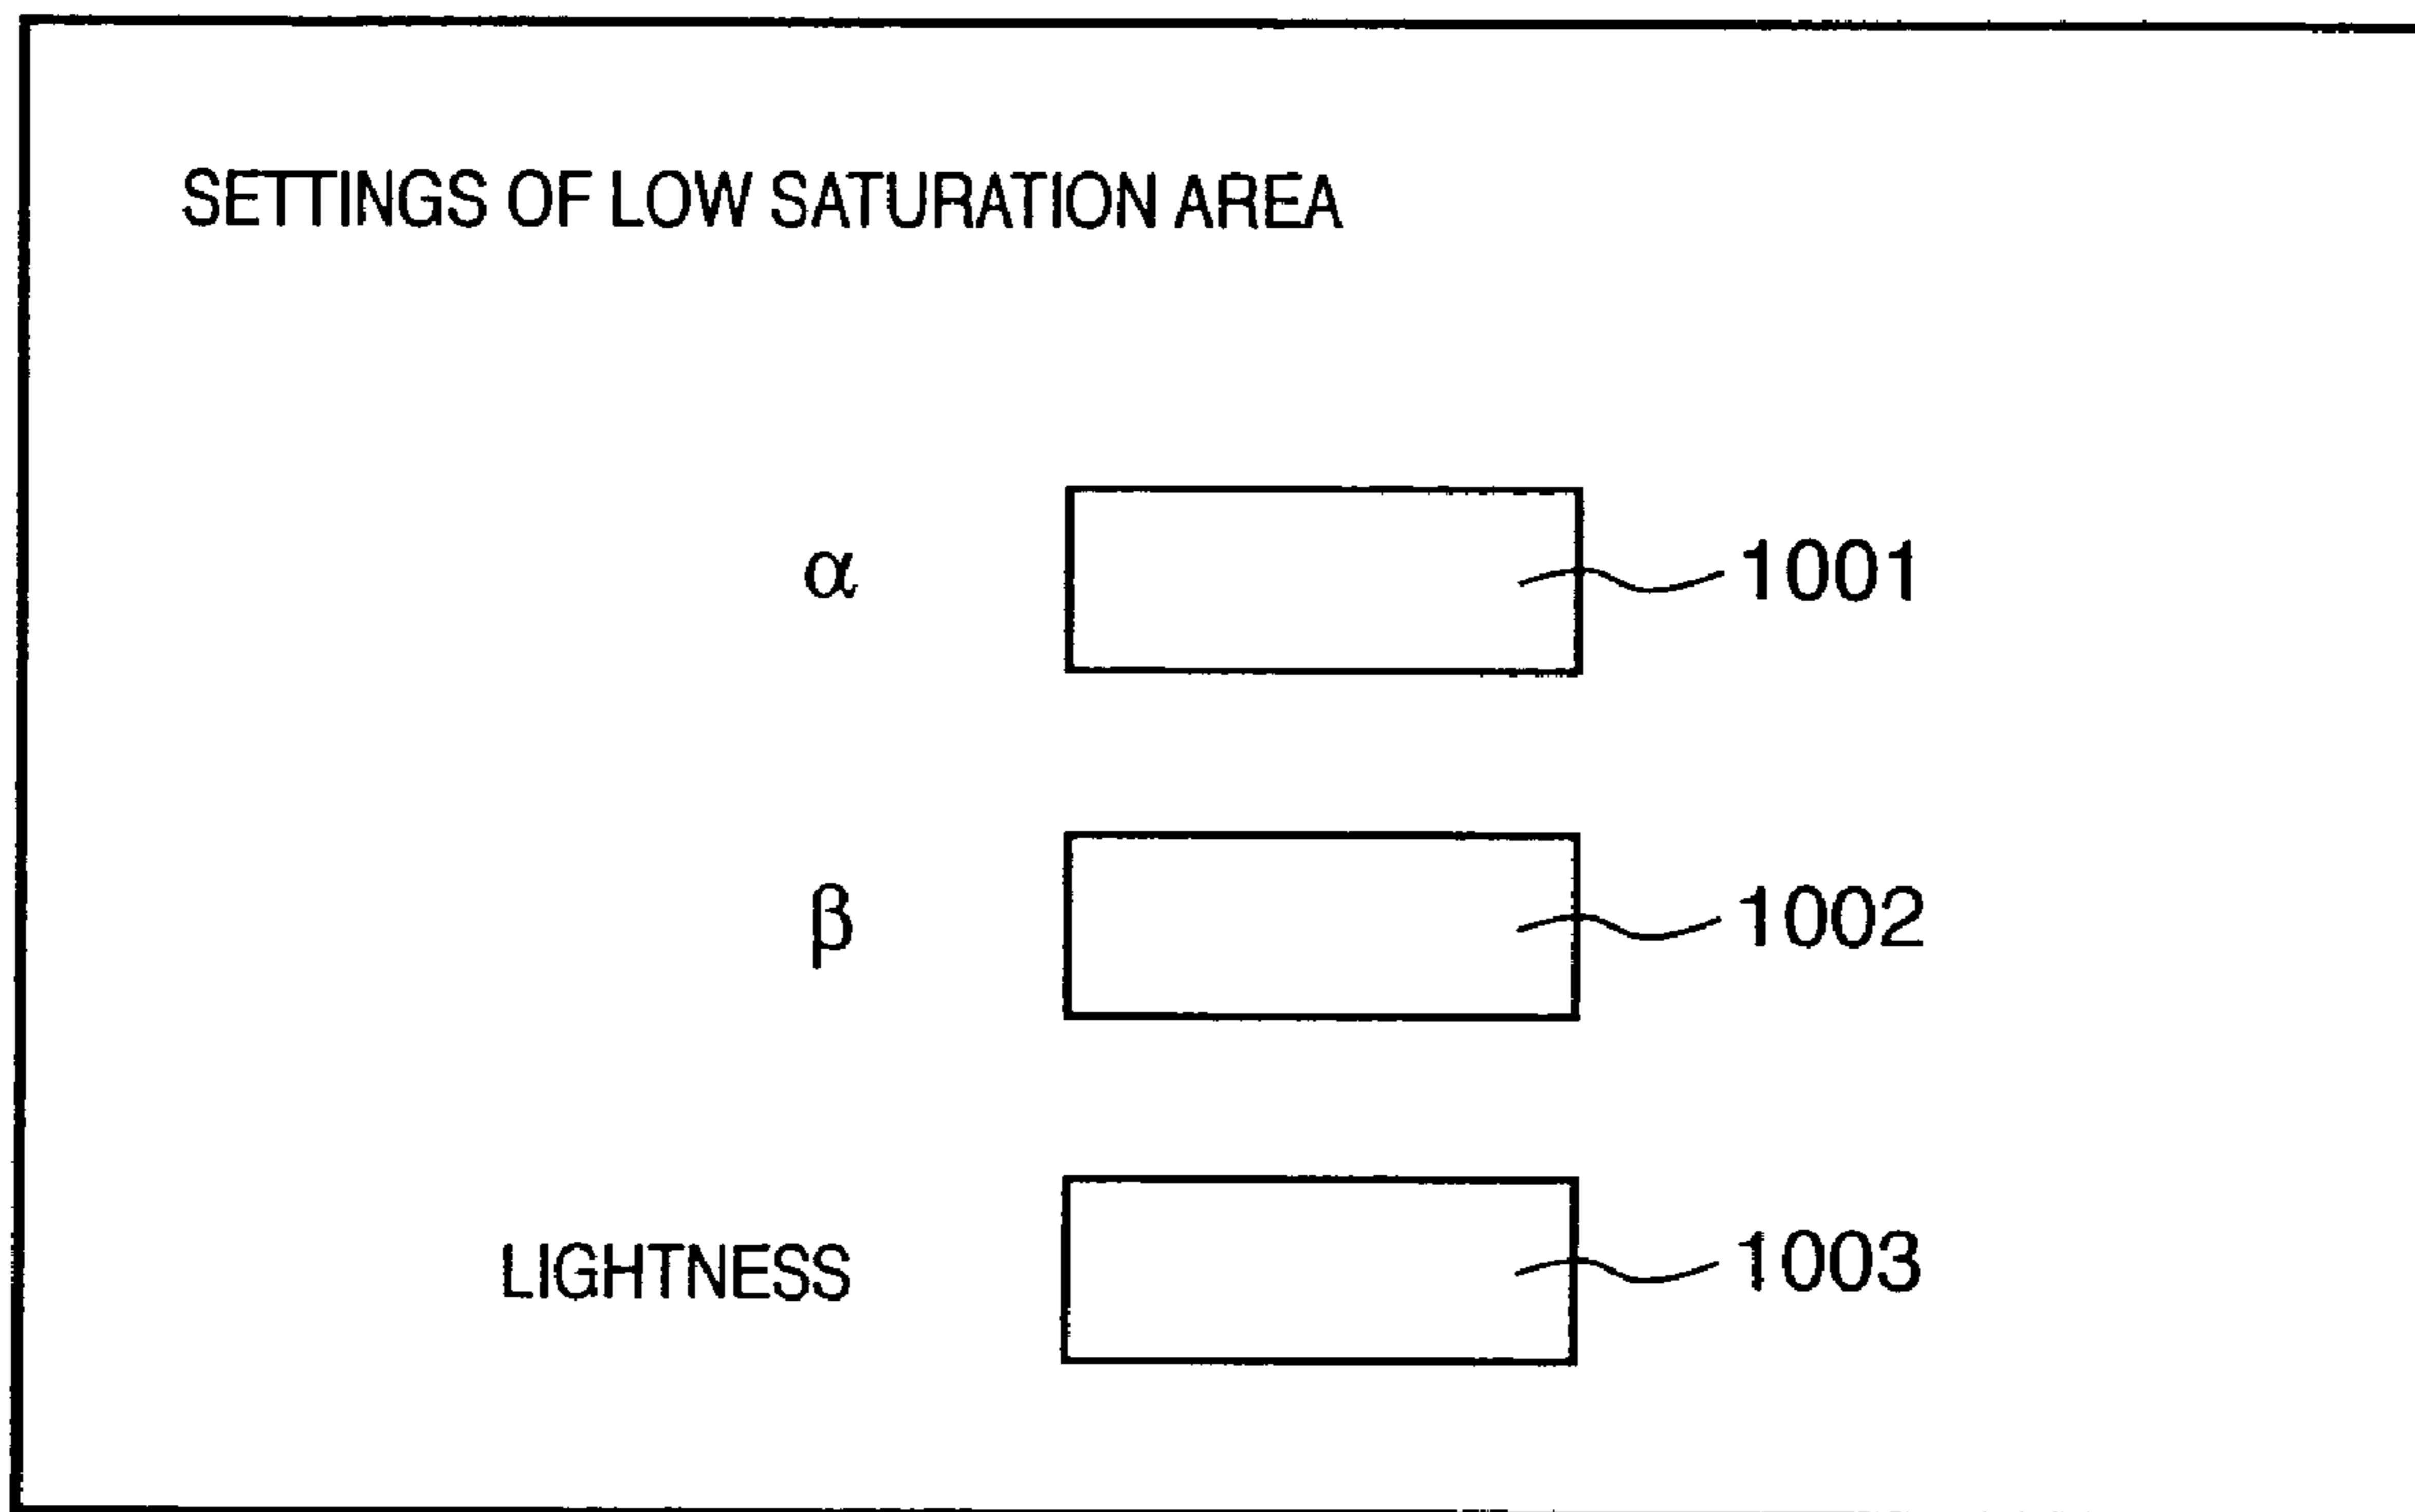 SETTINGS OF LOW SATURATION AREA
α 1001
β 1002
LIGHTNESS 1003